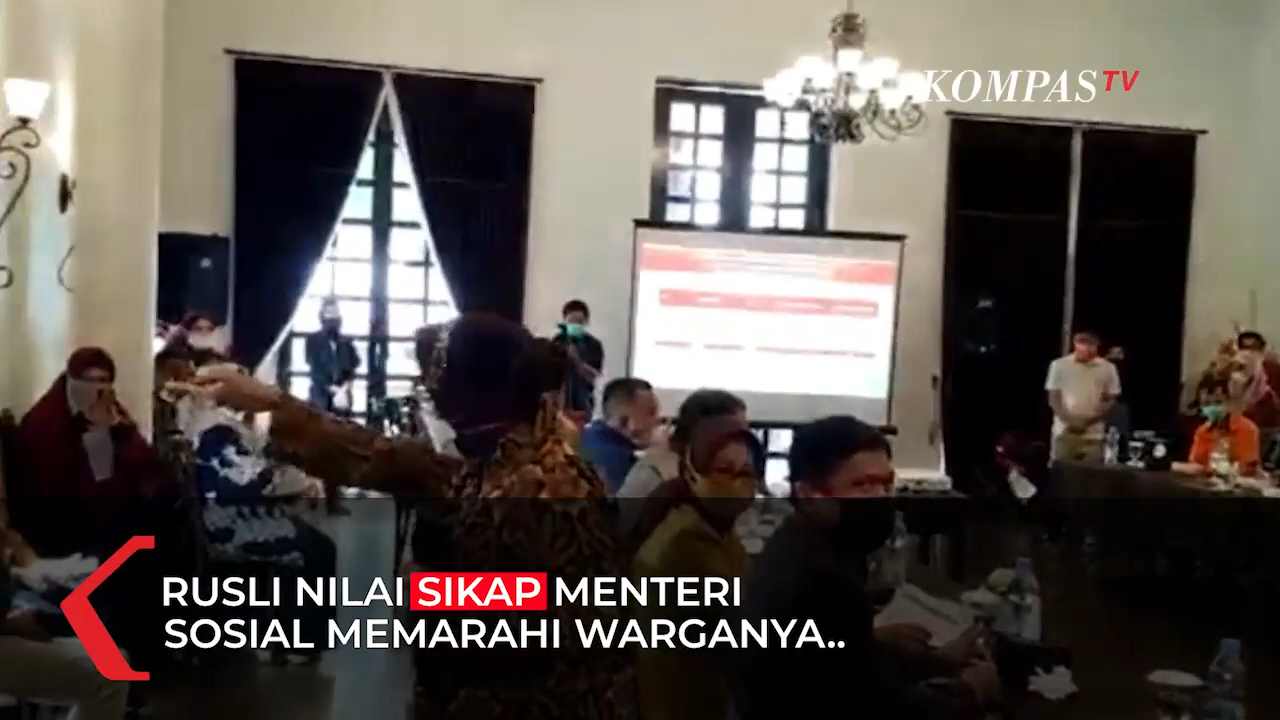 KOMPAS TV
RUSLI NILAI SIKAP MENTERI
SOSIAL MEMARAHI WARGANYA..